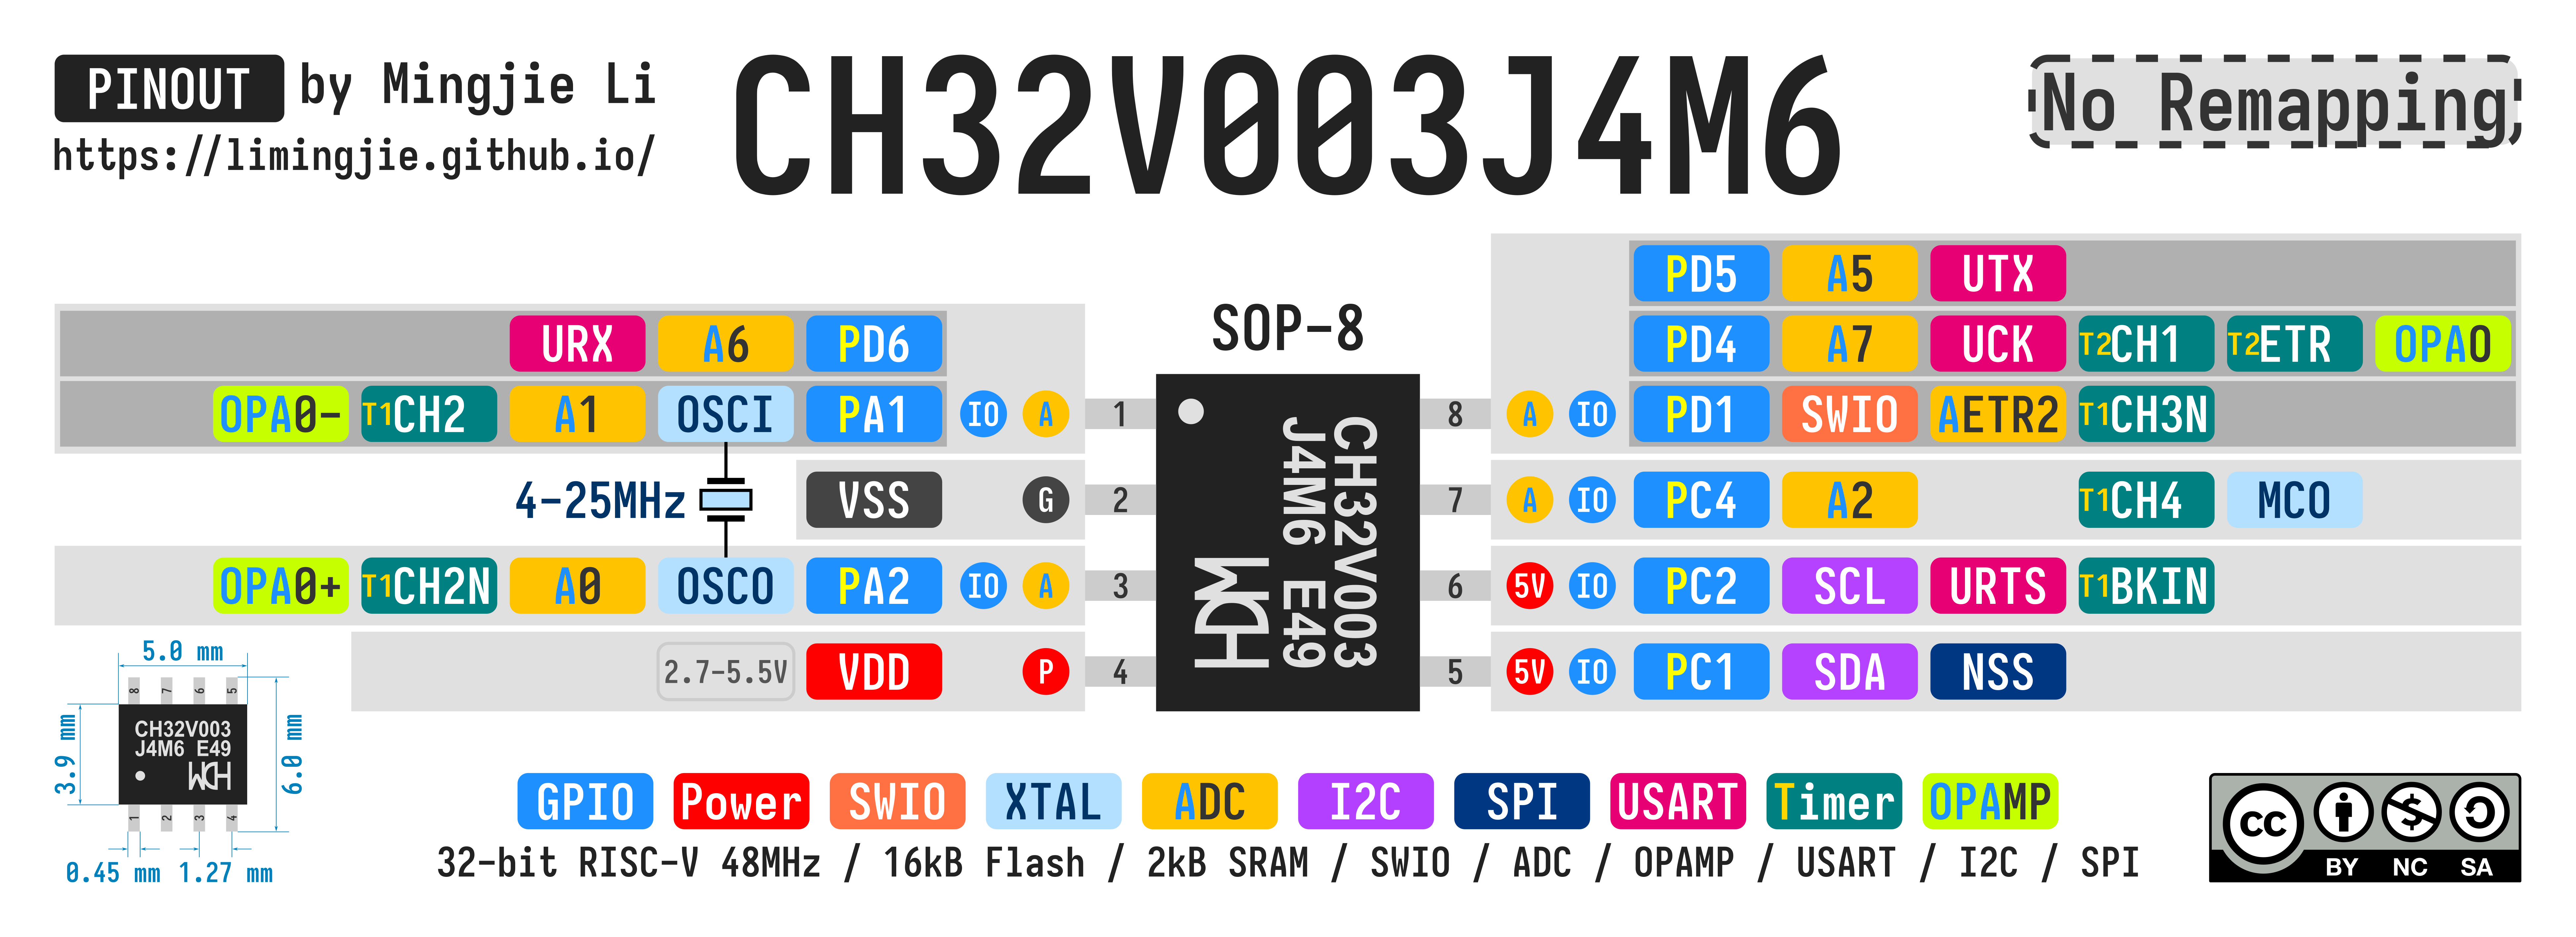 PINOUT by Mingjie Li
https://limingjie.github.io/
CH32V003J4M6
No Remapping
SOP-8
PD5 A5 UTX
URX A6 PD6
PD4 A7 UCK T2CH1 T2ETR OPAO
OPA0- T1CH2 A1 OSCI PA1 IO A 1
8 A IO PD1 SWIO AETR2 T1CH3N
4-25MHz VSS G 2
7 A IO PC4 A2 T1CH4 MCO
OPA0+ T1CH2N A0 OSCO PA2 IO A 3
6 5V IO PC2 SCL URTS T1BKIN
2.7-5.5V VDD P 4
5 5V IO PC1 SDA NSS
CH32V003
J4M6 E49
WCH
5.0 mm
8 7 6 5
3.9 mm
CH32V003
J4M6 E49
WCH
6.0 mm
1 2 3 4
0.45 mm 1.27 mm
GPIO Power SWIO XTAL ADC I2C SPI USART Timer OPAMP
32-bit RISC-V 48MHz / 16kB Flash / 2kB SRAM / SWIO / ADC / OPAMP / USART / I2C / SPI
CC
BY NC SA